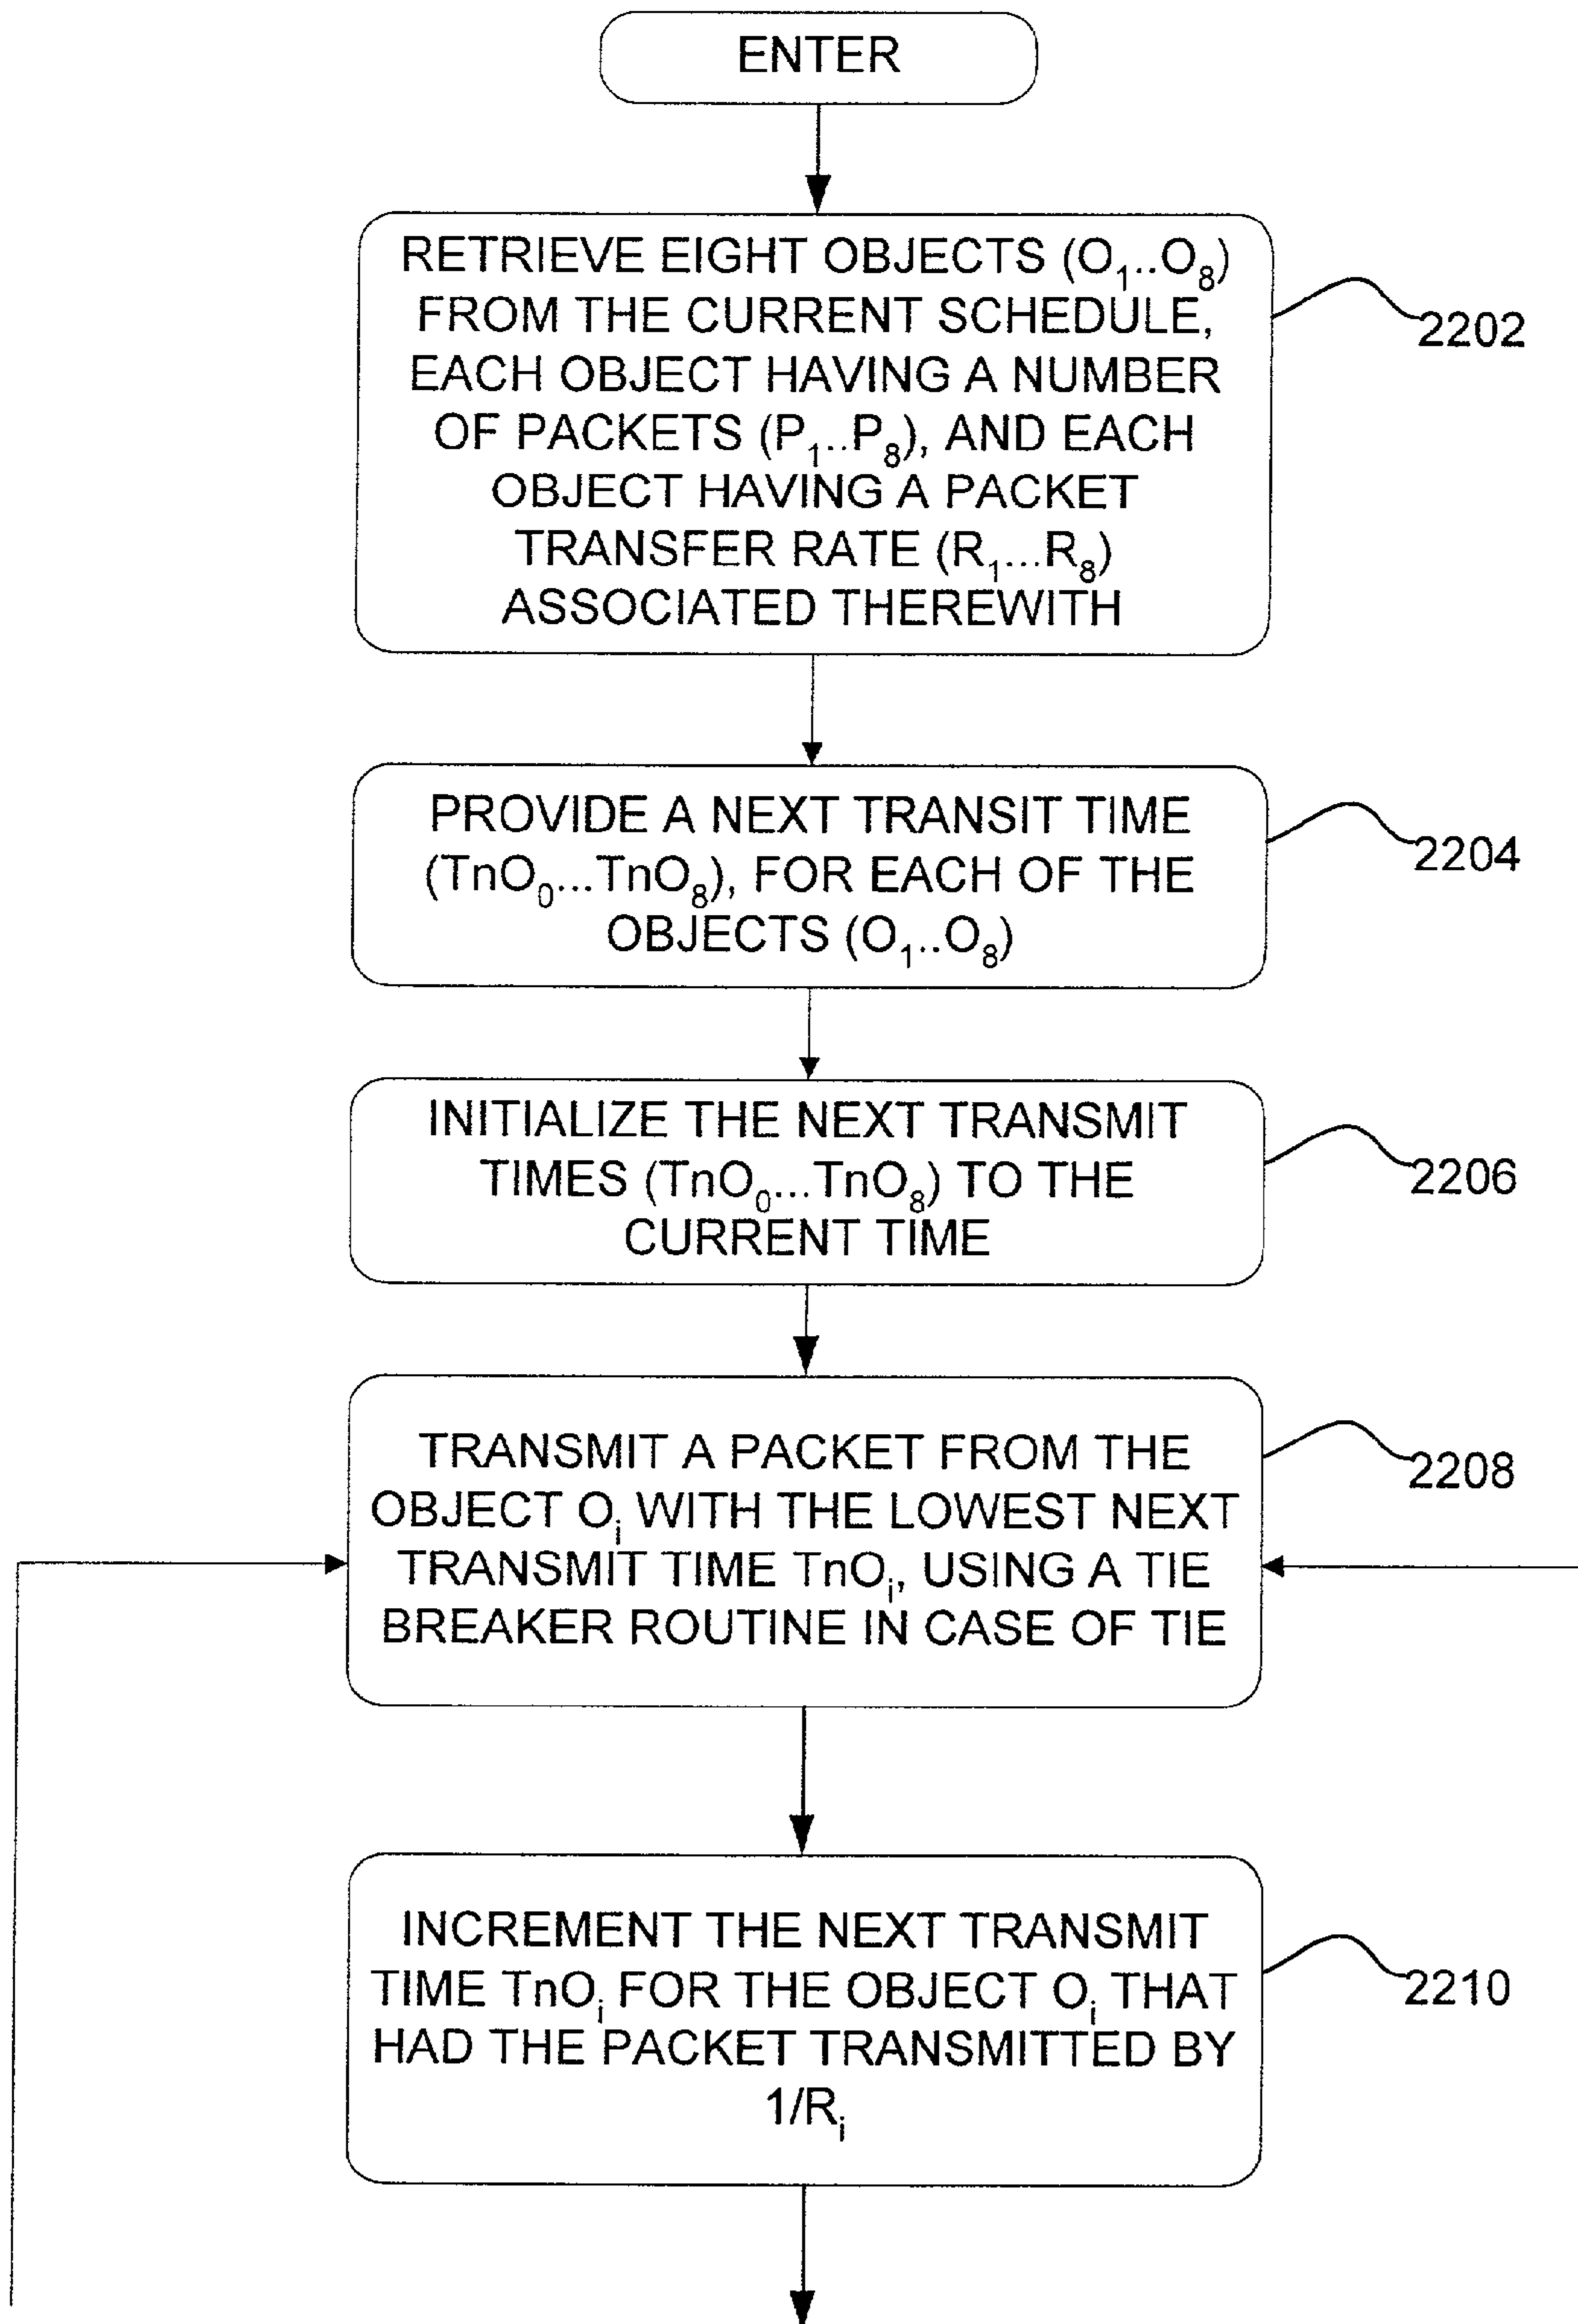 ENTER
RETRIEVE EIGHT OBJECTS (O₁..O₈)
FROM THE CURRENT SCHEDULE,
EACH OBJECT HAVING A NUMBER
OF PACKETS (P₁..P₈), AND EACH
OBJECT HAVING A PACKET
TRANSFER RATE (R₁...R₈)
ASSOCIATED THEREWITH
2202
PROVIDE A NEXT TRANSIT TIME
(TnO₀...TnO₈), FOR EACH OF THE
OBJECTS (O₁..O₈)
2204
INITIALIZE THE NEXT TRANSMIT
TIMES (TnO₀...TnO₈) TO THE
CURRENT TIME
2206
TRANSMIT A PACKET FROM THE
OBJECT Oᵢ WITH THE LOWEST NEXT
TRANSMIT TIME TnOᵢ, USING A TIE
BREAKER ROUTINE IN CASE OF TIE
2208
INCREMENT THE NEXT TRANSMIT
TIME TnOᵢ FOR THE OBJECT Oᵢ THAT
HAD THE PACKET TRANSMITTED BY
1/Rᵢ
2210